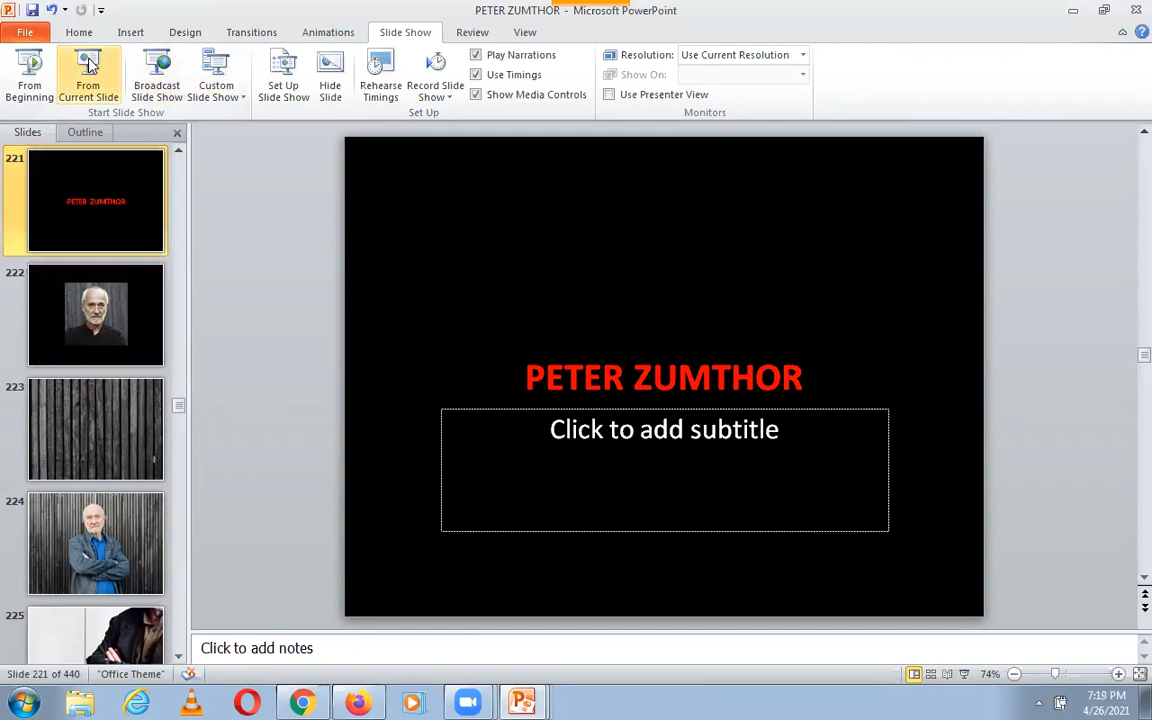 PETER ZUMTHOR - Microsoft PowerPoint
File Home Insert Design Transitions Animations Slide Show Review View
From Beginning
From Current Slide
Broadcast Slide Show
Custom Slide Show
Set Up Slide Show
Hide Slide
Rehearse Timings
Record Slide Show
Play Narrations
Use Timings
Show Media Controls
Resolution: Use Current Resolution
Show On:
Use Presenter View
Start Slide Show
Set Up
Monitors
Slides Outline
221
PETER ZUMTHOR
222
223
224
225
PETER ZUMTHOR
Click to add subtitle
Click to add notes
Slide 221 of 440 "Office Theme" 74%
7:19 PM
4/26/2021